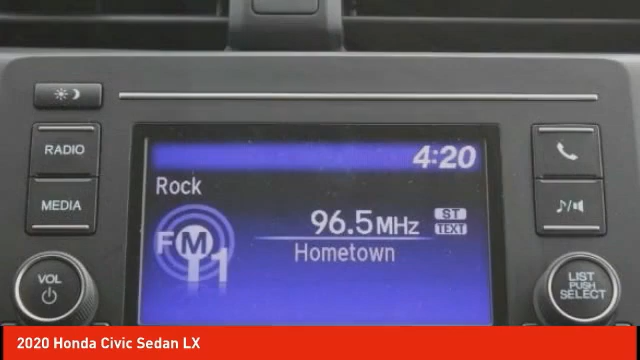 4:20
RADIO
Rock
96.5MHz
ST
MEDIA
FM1
TEXT
Hometown
VOL
LIST
PUSH
SELECT
2020 Honda Civic Sedan LX